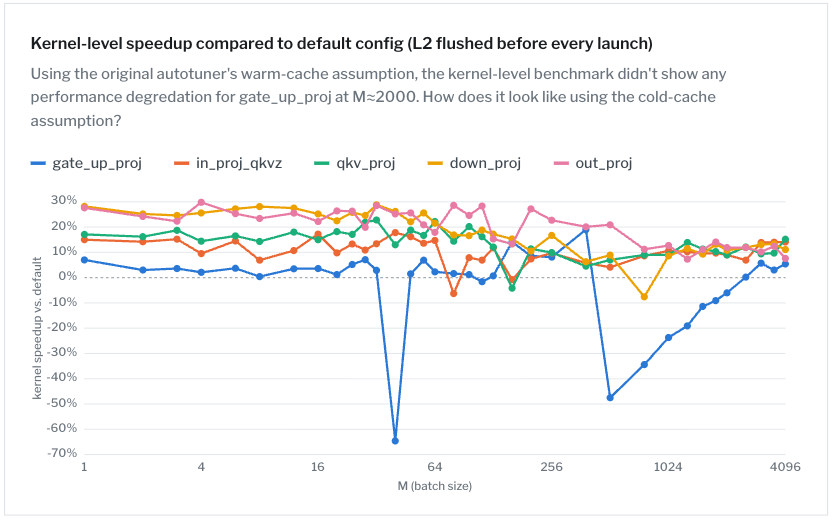 Kernel-level speedup compared to default config (L2 flushed before every launch)
Using the original autotuner's warm-cache assumption, the kernel-level benchmark didn't show any
performance degredation for gate_up_proj at M≈2000. How does it look like using the cold-cache
assumption?
gate_up_proj in_proj_qkvz qkv_proj down_proj out_proj
30%
20%
10%
0%
-10%
-20%
-30%
-40%
-50%
-60%
-70%
kernel speedup vs. default
1 4 16 64 256 1024 4096
M (batch size)